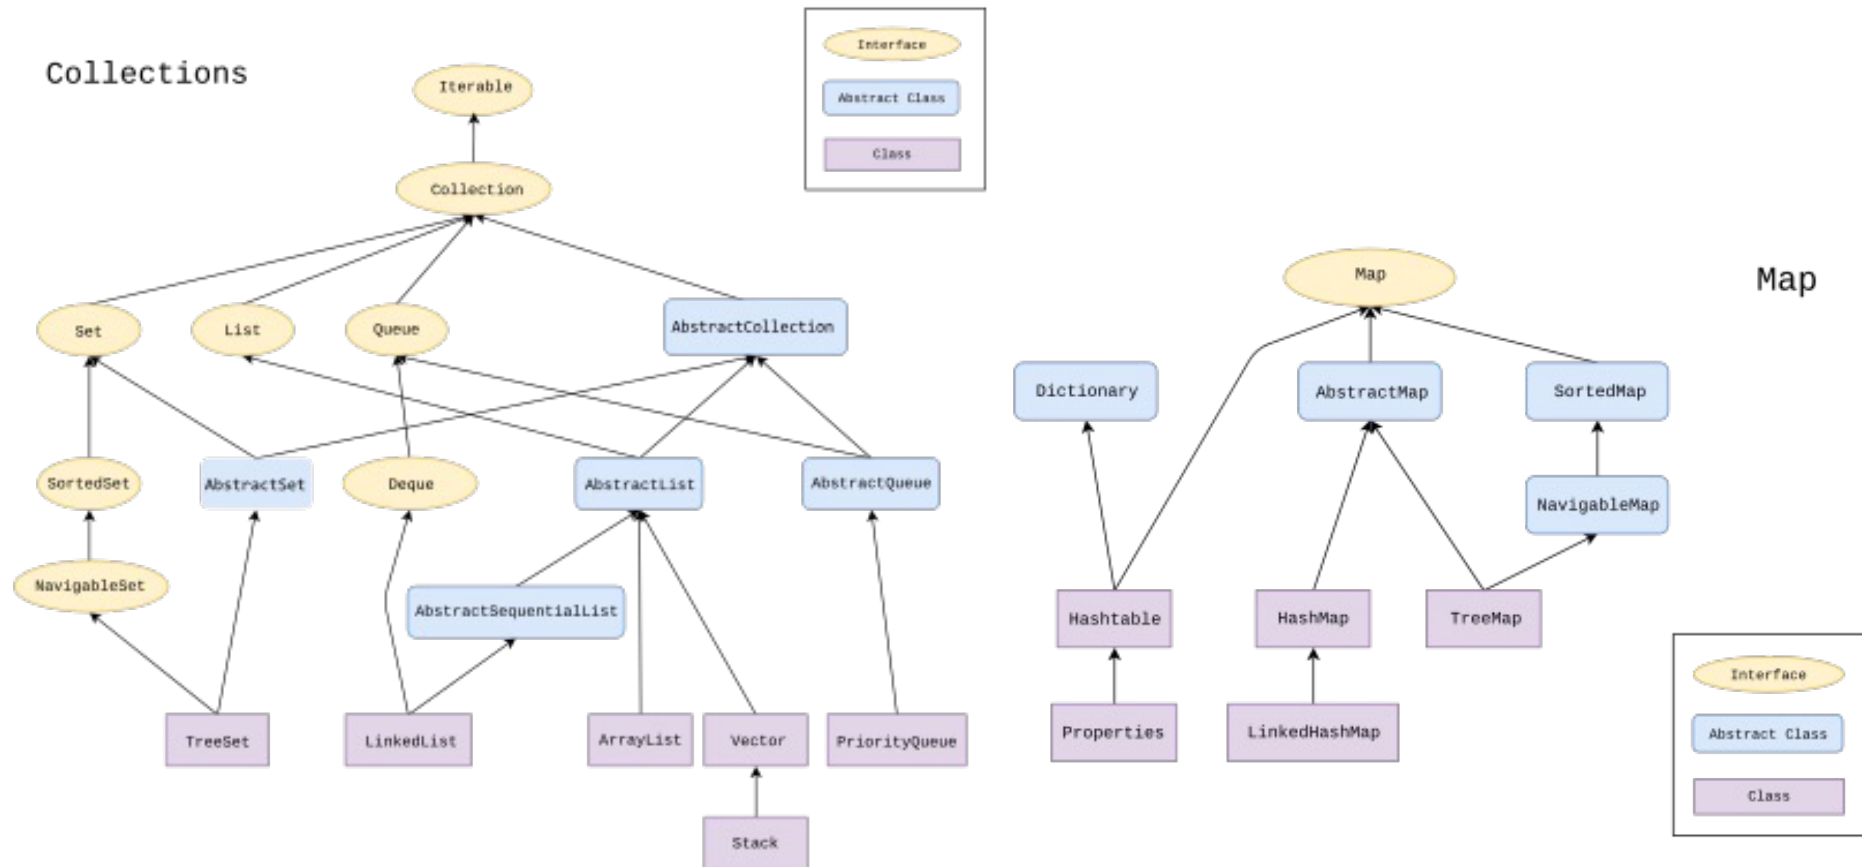 Collections
Interface
Abstract Class
Class
Iterable
Collection
Set
List
Queue
AbstractCollection
SortedSet
AbstractSet
Deque
AbstractList
AbstractQueue
NavigableSet
AbstractSequentialList
TreeSet
LinkedList
ArrayList
Vector
PriorityQueue
Stack
Map
Map
Dictionary
AbstractMap
SortedMap
NavigableMap
Hashtable
HashMap
TreeMap
Properties
LinkedHashMap
Interface
Abstract Class
Class